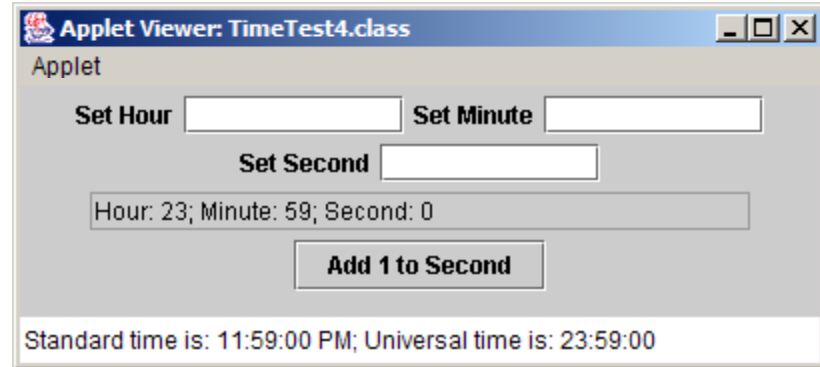 Applet Viewer: TimeTest4.class
Applet
Set Hour Set Minute
Set Second
Hour: 23; Minute: 59; Second: 0
Add 1 to Second
Standard time is: 11:59:00 PM; Universal time is: 23:59:00